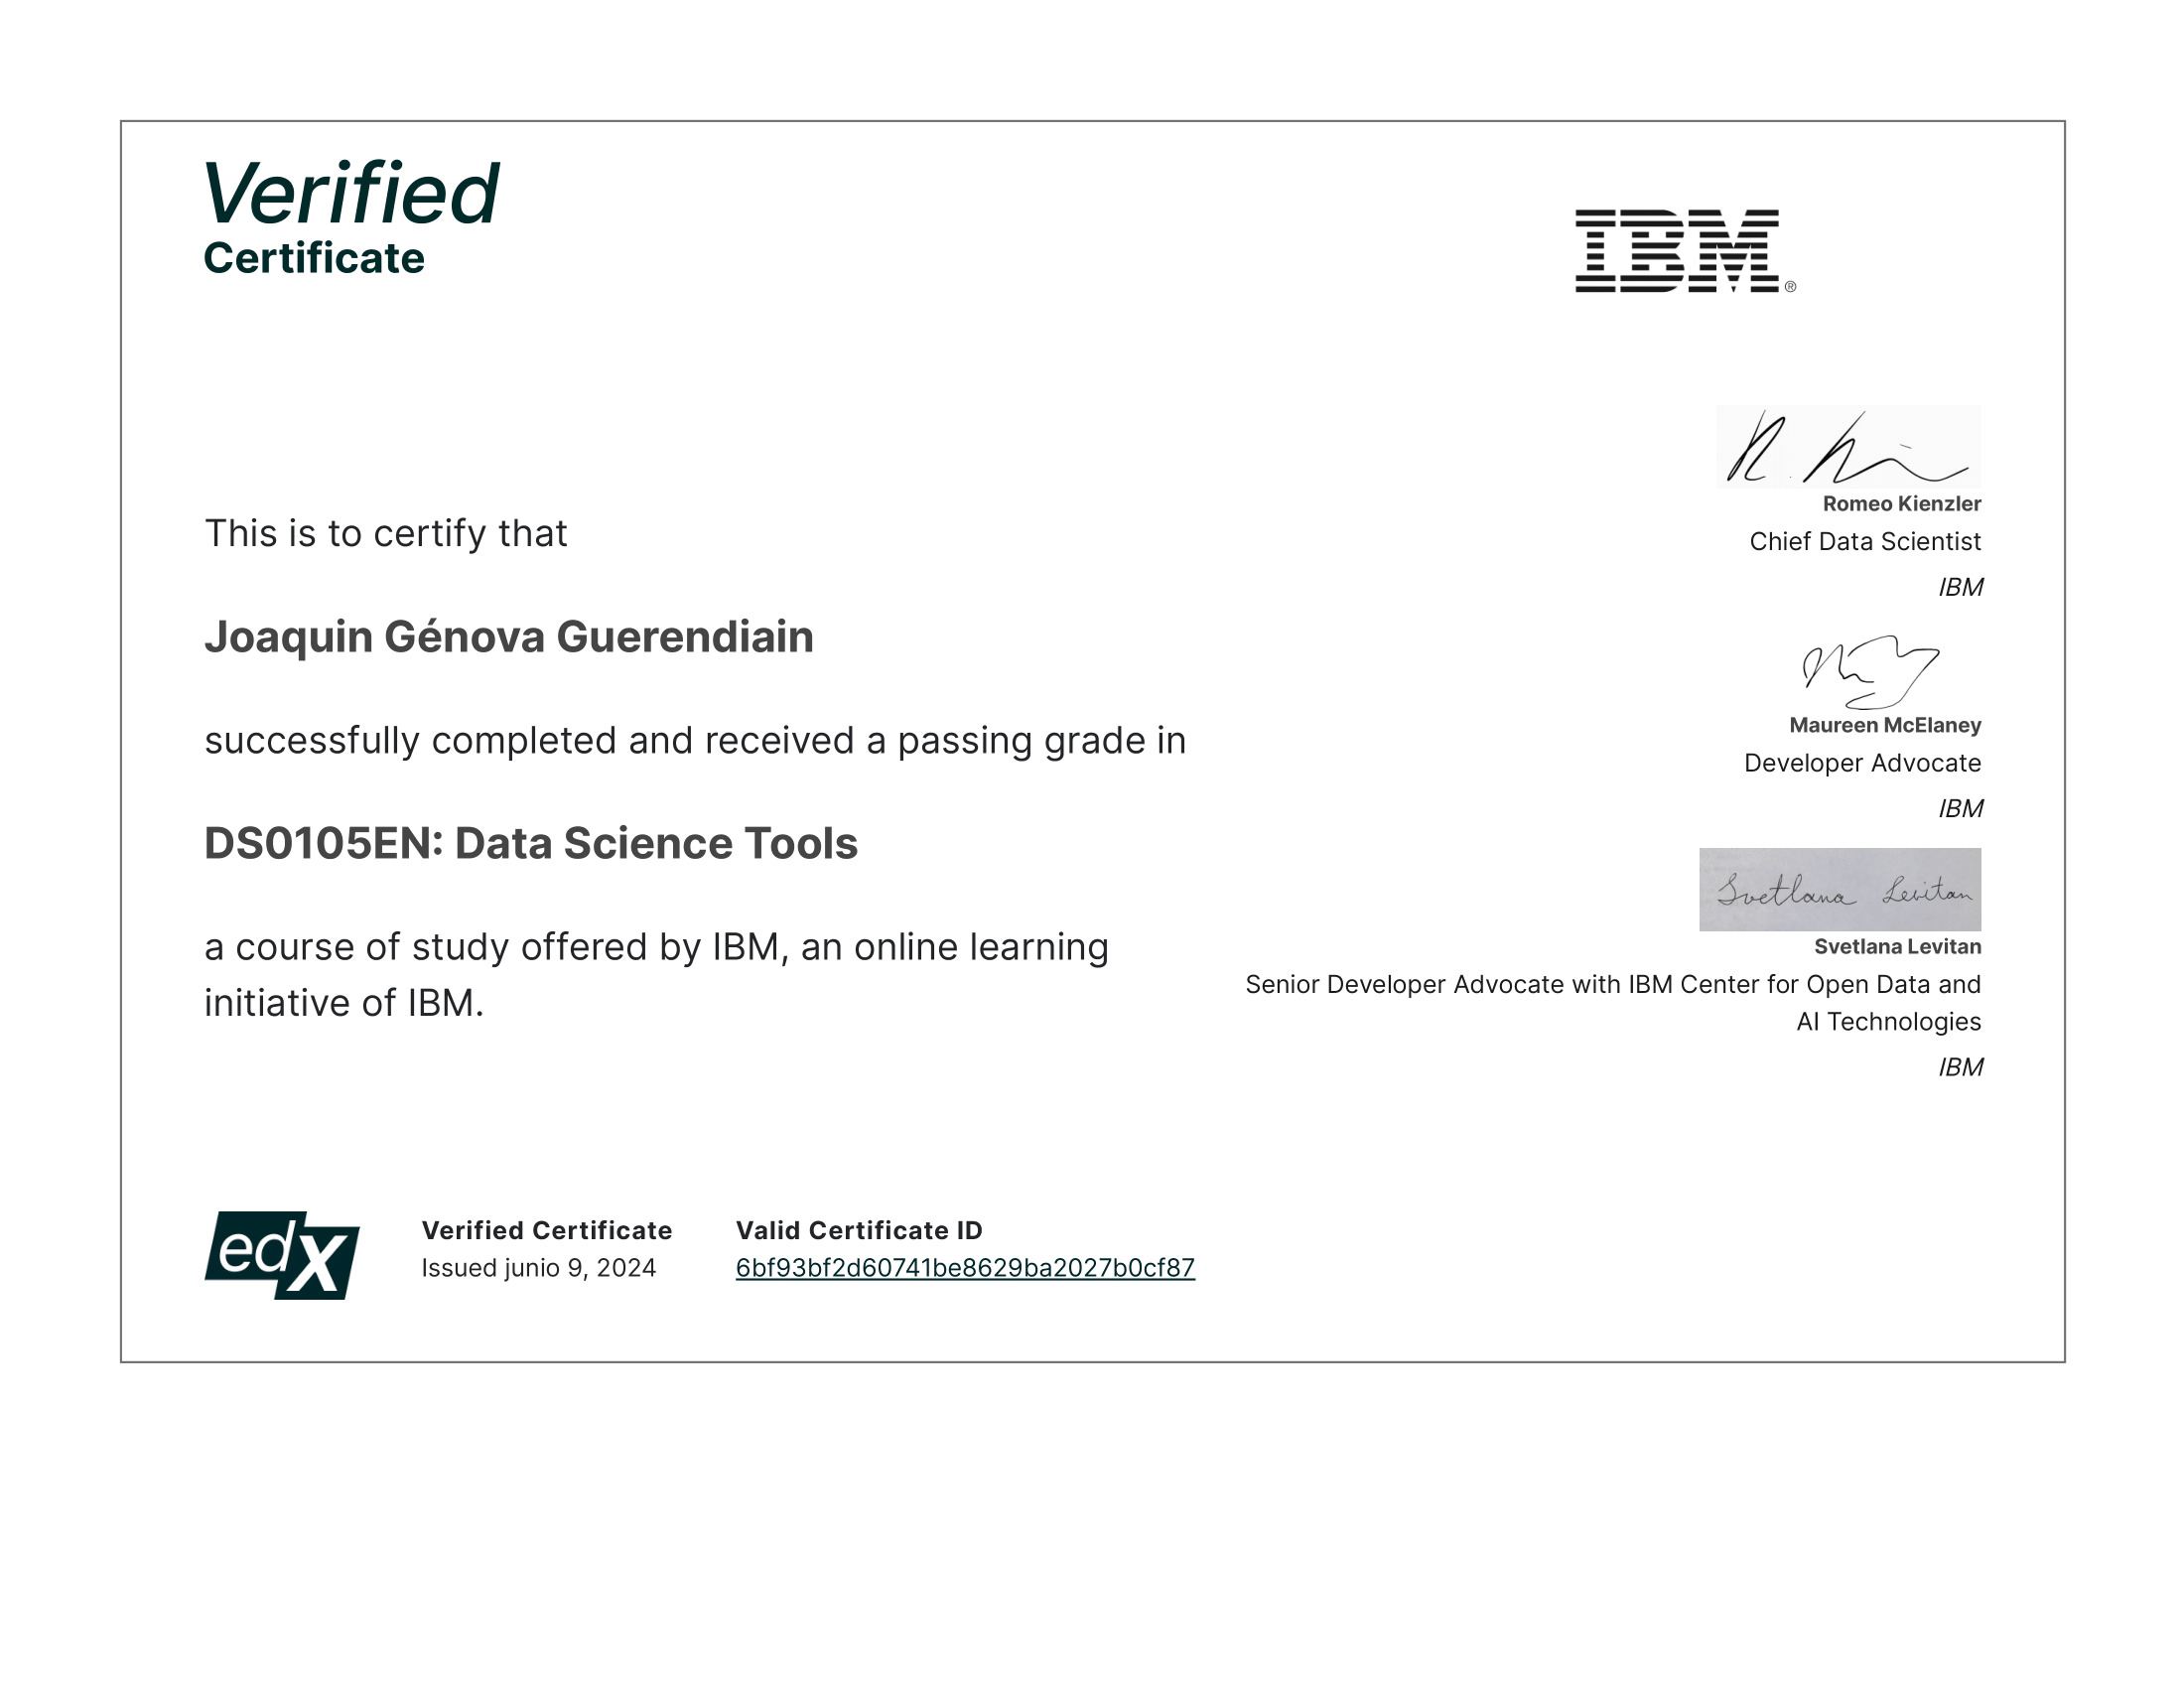 Verified
Certificate
IBM®
This is to certify that
Joaquin Génova Guerendiain
successfully completed and received a passing grade in
DS0105EN: Data Science Tools
a course of study offered by IBM, an online learning
initiative of IBM.
Romeo Kienzler
Chief Data Scientist
IBM
Maureen McElaney
Developer Advocate
IBM
Svetlana Levitan
Svetlana Levitan
Senior Developer Advocate with IBM Center for Open Data and
AI Technologies
IBM
edX
Verified Certificate
Issued junio 9, 2024
Valid Certificate ID
6bf93bf2d60741be8629ba2027b0cf87